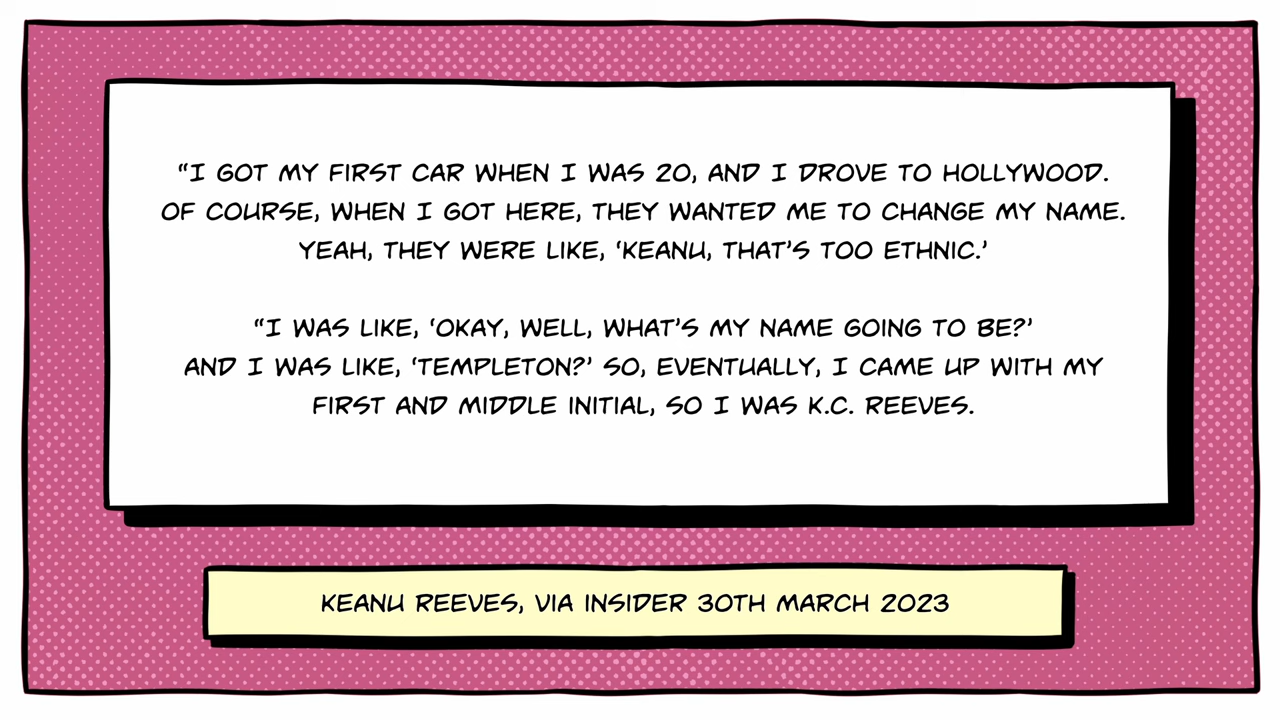 “I GOT MY FIRST CAR WHEN I WAS 20, AND I DROVE TO HOLLYWOOD.
OF COURSE, WHEN I GOT HERE, THEY WANTED ME TO CHANGE MY NAME.
YEAH, THEY WERE LIKE, ‘KEANU, THAT’S TOO ETHNIC.’
“I WAS LIKE, ‘OKAY, WELL, WHAT’S MY NAME GOING TO BE?’
AND I WAS LIKE, ‘TEMPLETON?’ SO, EVENTUALLY, I CAME UP WITH MY
FIRST AND MIDDLE INITIAL, SO I WAS K.C. REEVES.
KEANU REEVES, VIA INSIDER 30TH MARCH 2023